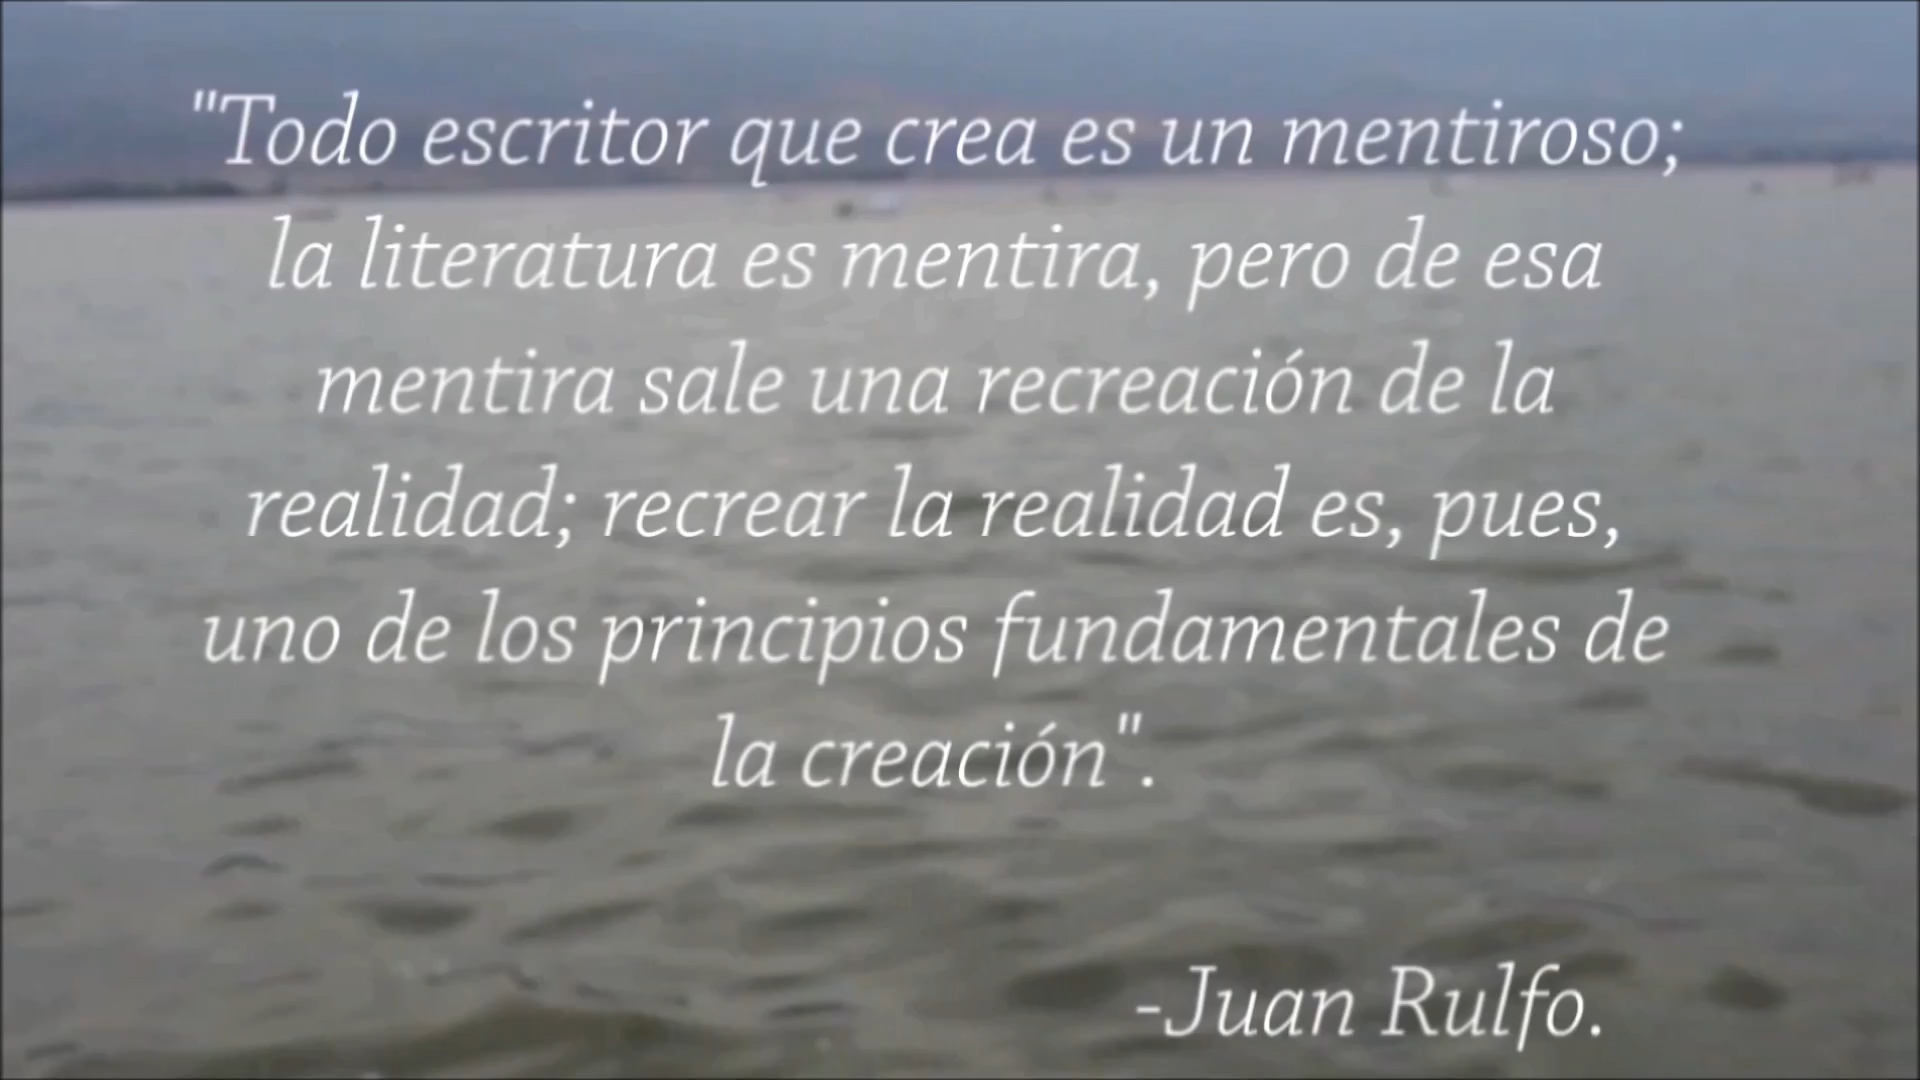 "Todo escritor que crea es un mentiroso;
la literatura es mentira, pero de esa
mentira sale una recreación de la
realidad; recrear la realidad es, pues,
uno de los principios fundamentales de
la creación".
-Juan Rulfo.